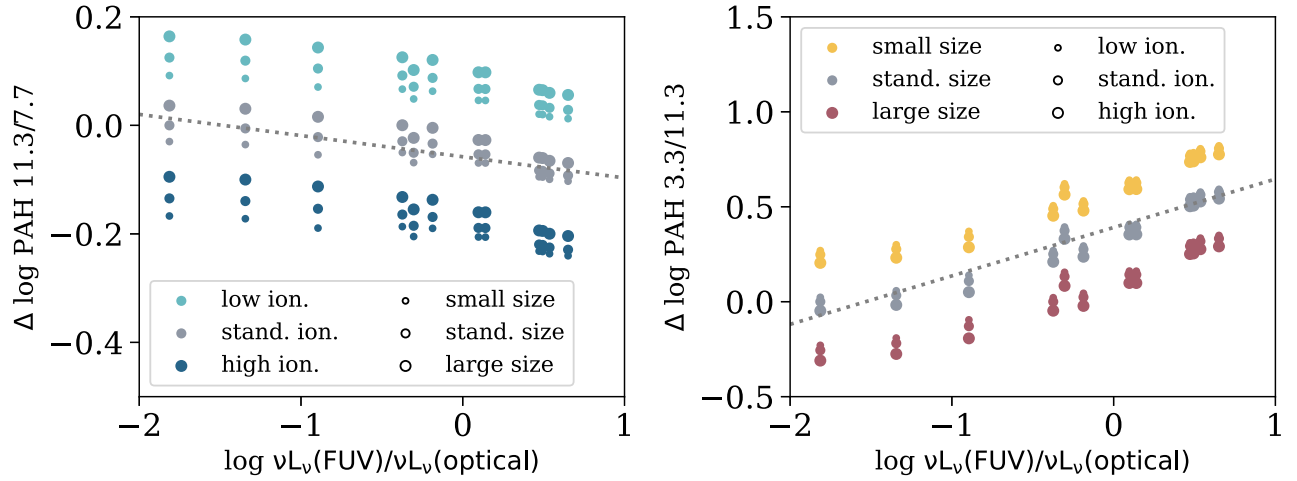 0.2
0.0
−0.2
−0.4
Δ log PAH 11.3/7.7
low ion.
stand. ion.
high ion.
small size
stand. size
large size
−2
−1
0
1
log νLν(FUV)/νLν(optical)
1.5
1.0
0.5
0.0
−0.5
Δ log PAH 3.3/11.3
small size
stand. size
large size
low ion.
stand. ion.
high ion.
−2
−1
0
1
log νLν(FUV)/νLν(optical)